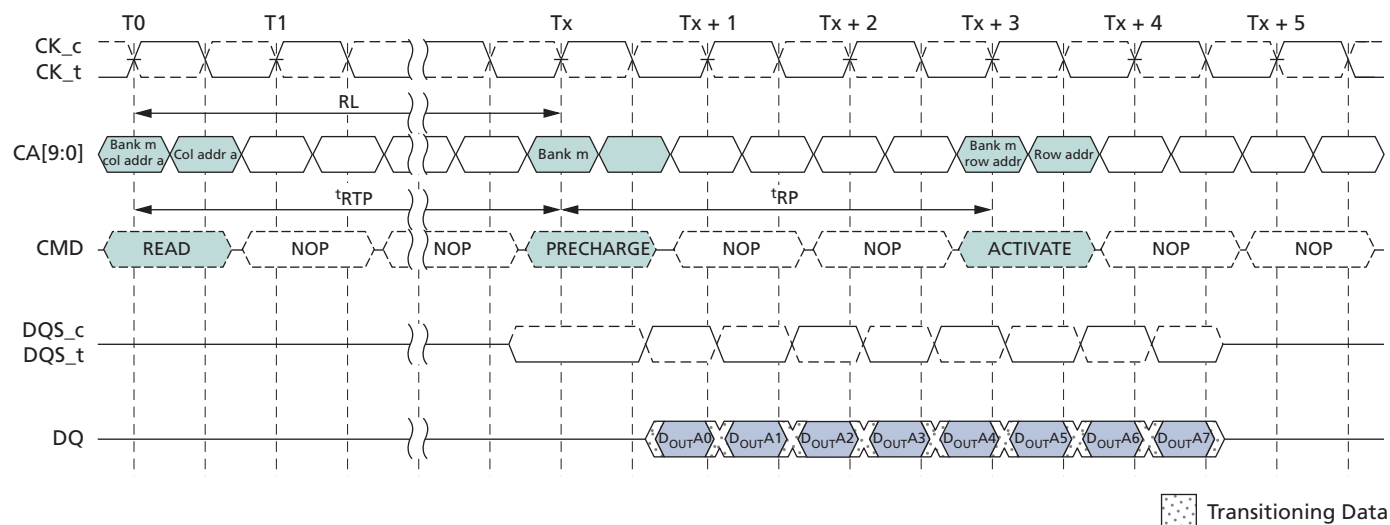 T0 T1 Tx Tx + 1 Tx + 2 Tx + 3 Tx + 4 Tx + 5
CK_c
CK_t
RL
CA[9:0] Bank m col addr a Col addr a Bank m Bank m row addr Row addr
tRTP tRP
CMD READ NOP NOP PRECHARGE NOP NOP ACTIVATE NOP NOP
DQS_c
DQS_t
DQ DOUTA0 DOUTA1 DOUTA2 DOUTA3 DOUTA4 DOUTA5 DOUTA6 DOUTA7
Transitioning Data